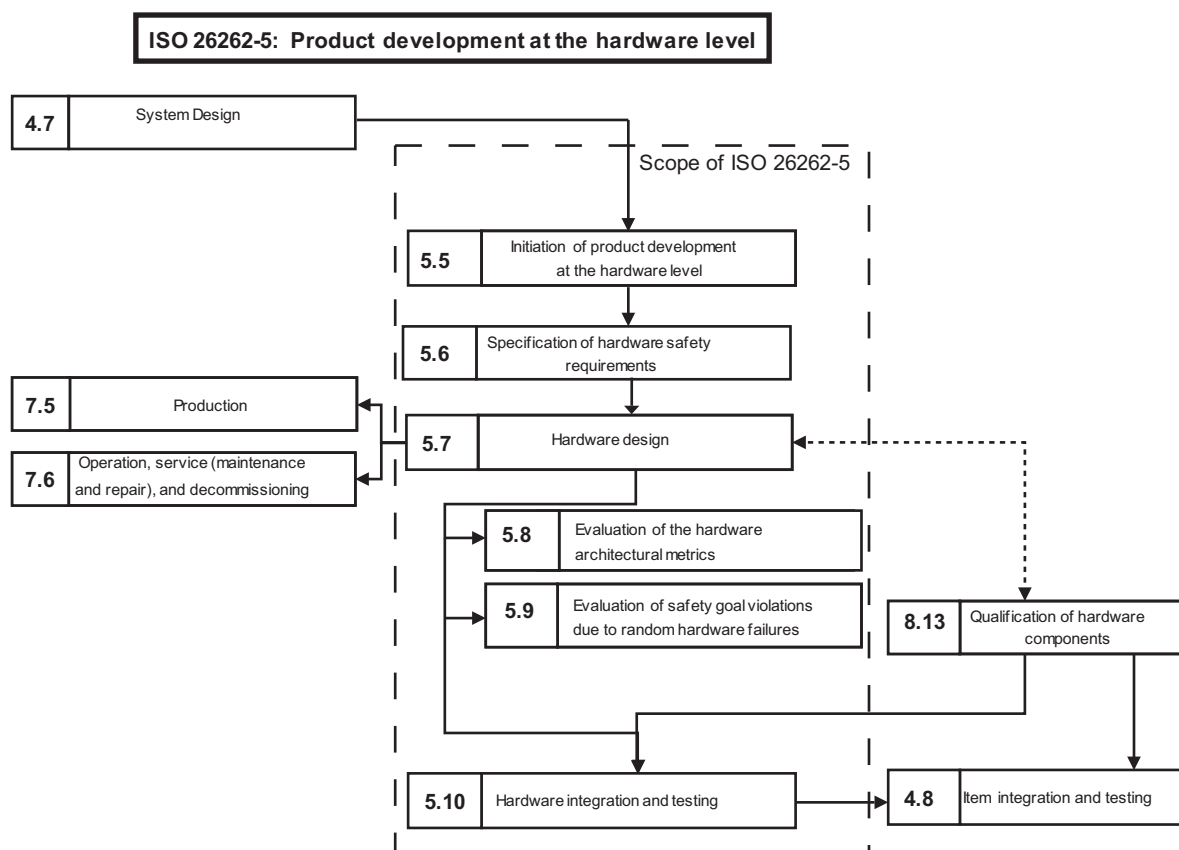 ISO 26262-5: Product development at the hardware level
4.7
System Design
Scope of ISO 26262-5
5.5
Initiation of product development
at the hardware level
5.6
Specification of hardware safety
requirements
7.5
Production
5.7
Hardware design
7.6
Operation, service (maintenance
and repair), and decommissioning
5.8
Evaluation of the hardware
architectural metrics
5.9
Evaluation of safety goal violations
due to random hardware failures
8.13
Qualification of hardware
components
5.10
Hardware integration and testing
4.8
Item integration and testing